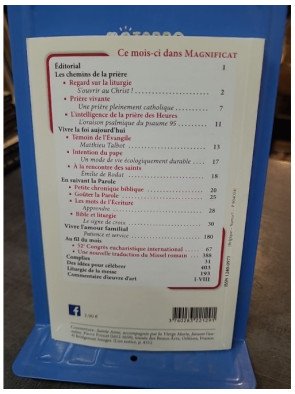 Ce mois-ci dans MAGNIFICAT
Éditorial 1
Les chemins de la prière
• Regard sur la liturgie
S'ouvrir au Christ ! 2
• Prière vivante
Une prière pleinement catholique 7
• L'intelligence de la prière des Heures
L'oraison psalmique du psaume 95 11
Vivre la foi aujourd'hui
• Témoin de l'Évangile
Matthieu Talbot 13
• Intention du pape
Un mode de vie écologiquement durable 17
• À la rencontre des saints
Émilie de Rodat 18
En suivant la Parole
• Petite chronique biblique 20
• Goûter la Parole 25
• Les mots de l'Écriture
Apprendre 28
• Bible et liturgie
Le signe de croix 30
Vivre l'amour familial
Patience et service 180
Au fil du mois
• 52e Congrès eucharistique international 67
• Une nouvelle traduction du Missel romain 388
Complies 31
Des idées pour célébrer 403
Liturgie de la messe 193
Commentaire d'œuvre d'art I-VIII
f
3 760283 221291